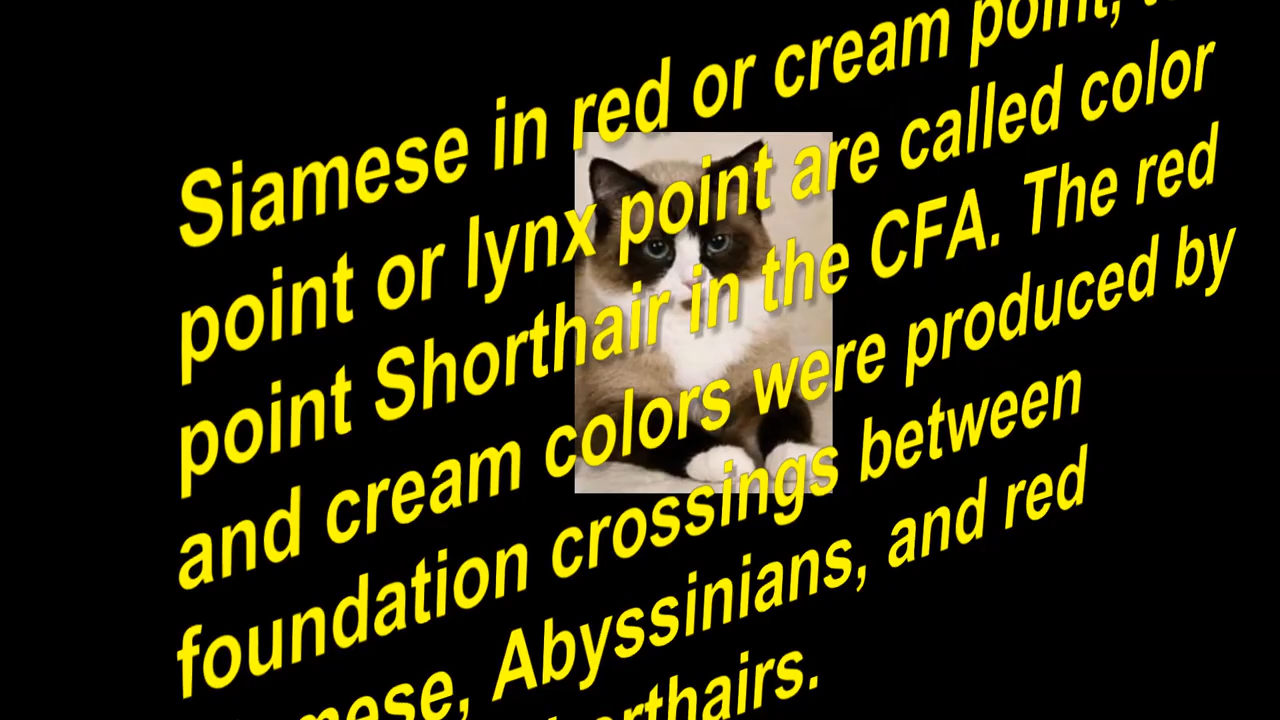 Siamese in red or cream point,
point or lynx point are called color
point Shorthair in the CFA. The red
and cream colors were produced by
foundation crossings between
Abyssinians, and red